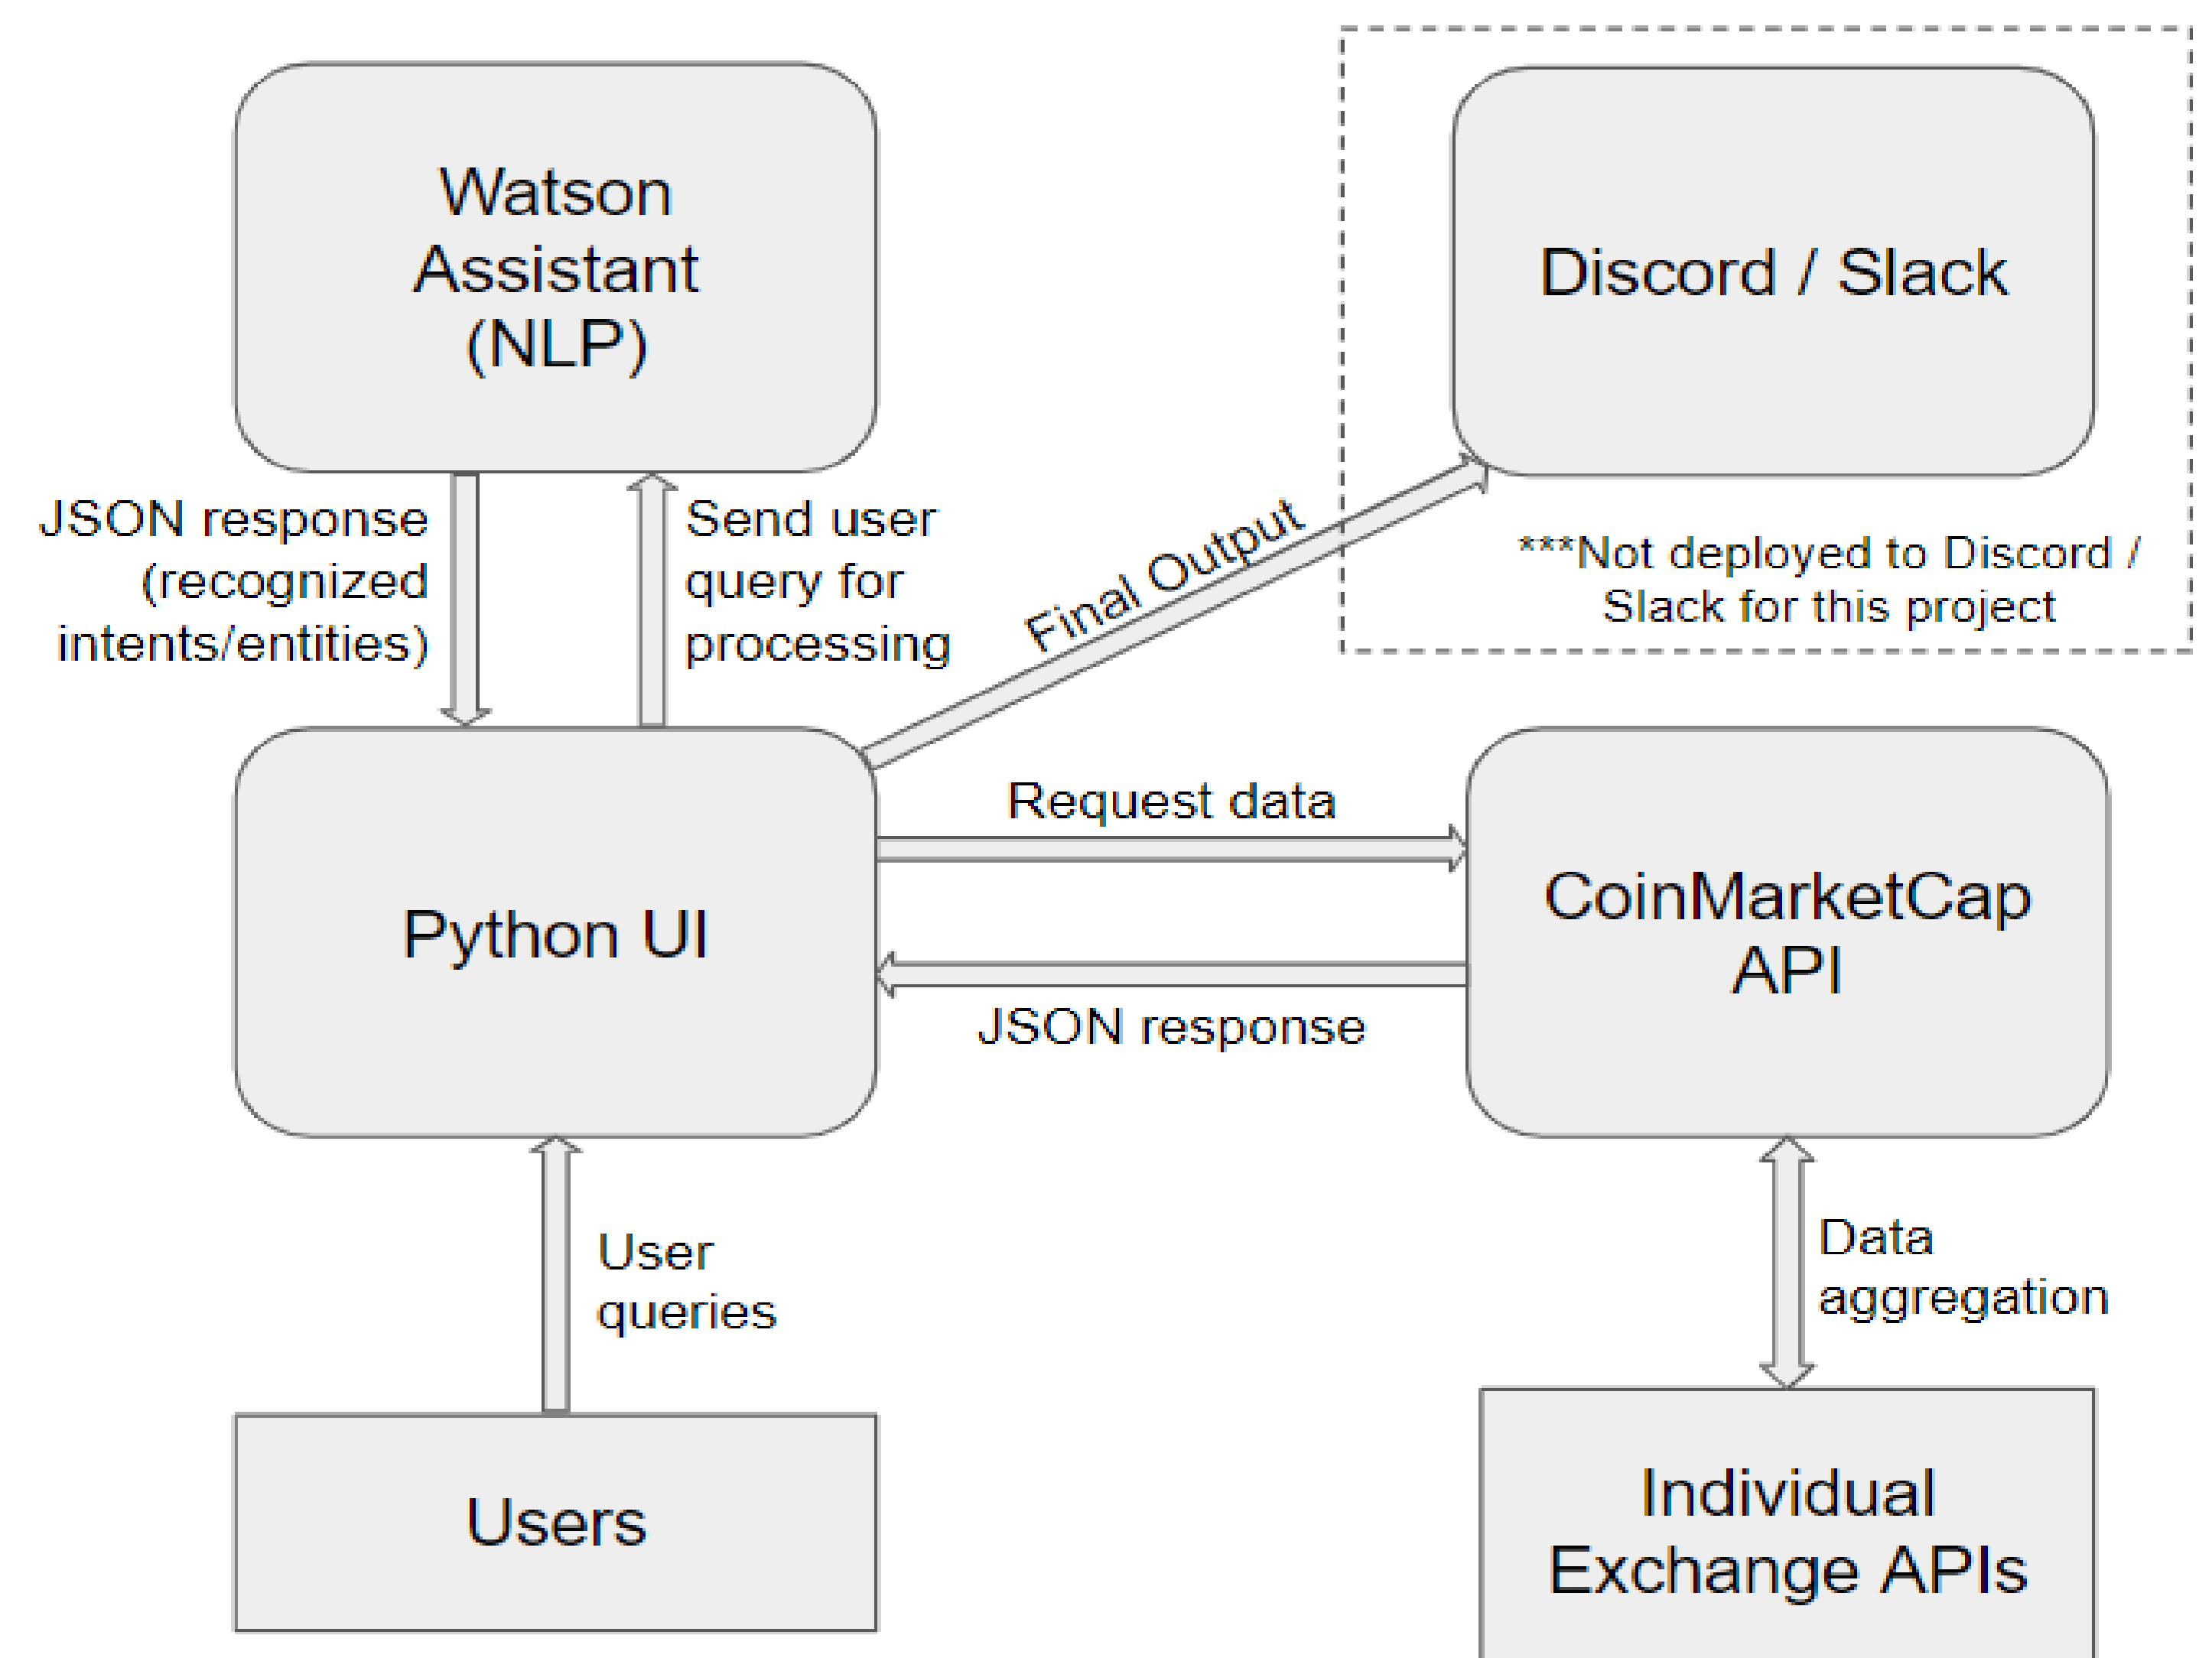 Watson
Assistant
(NLP)
Discord / Slack
***Not deployed to Discord /
Slack for this project
JSON response
(recognized
intents/entities)
Send user
query for
processing
Final Output
Python UI
Request data
JSON response
CoinMarketCap
API
User
queries
Data
aggregation
Users
Individual
Exchange APIs